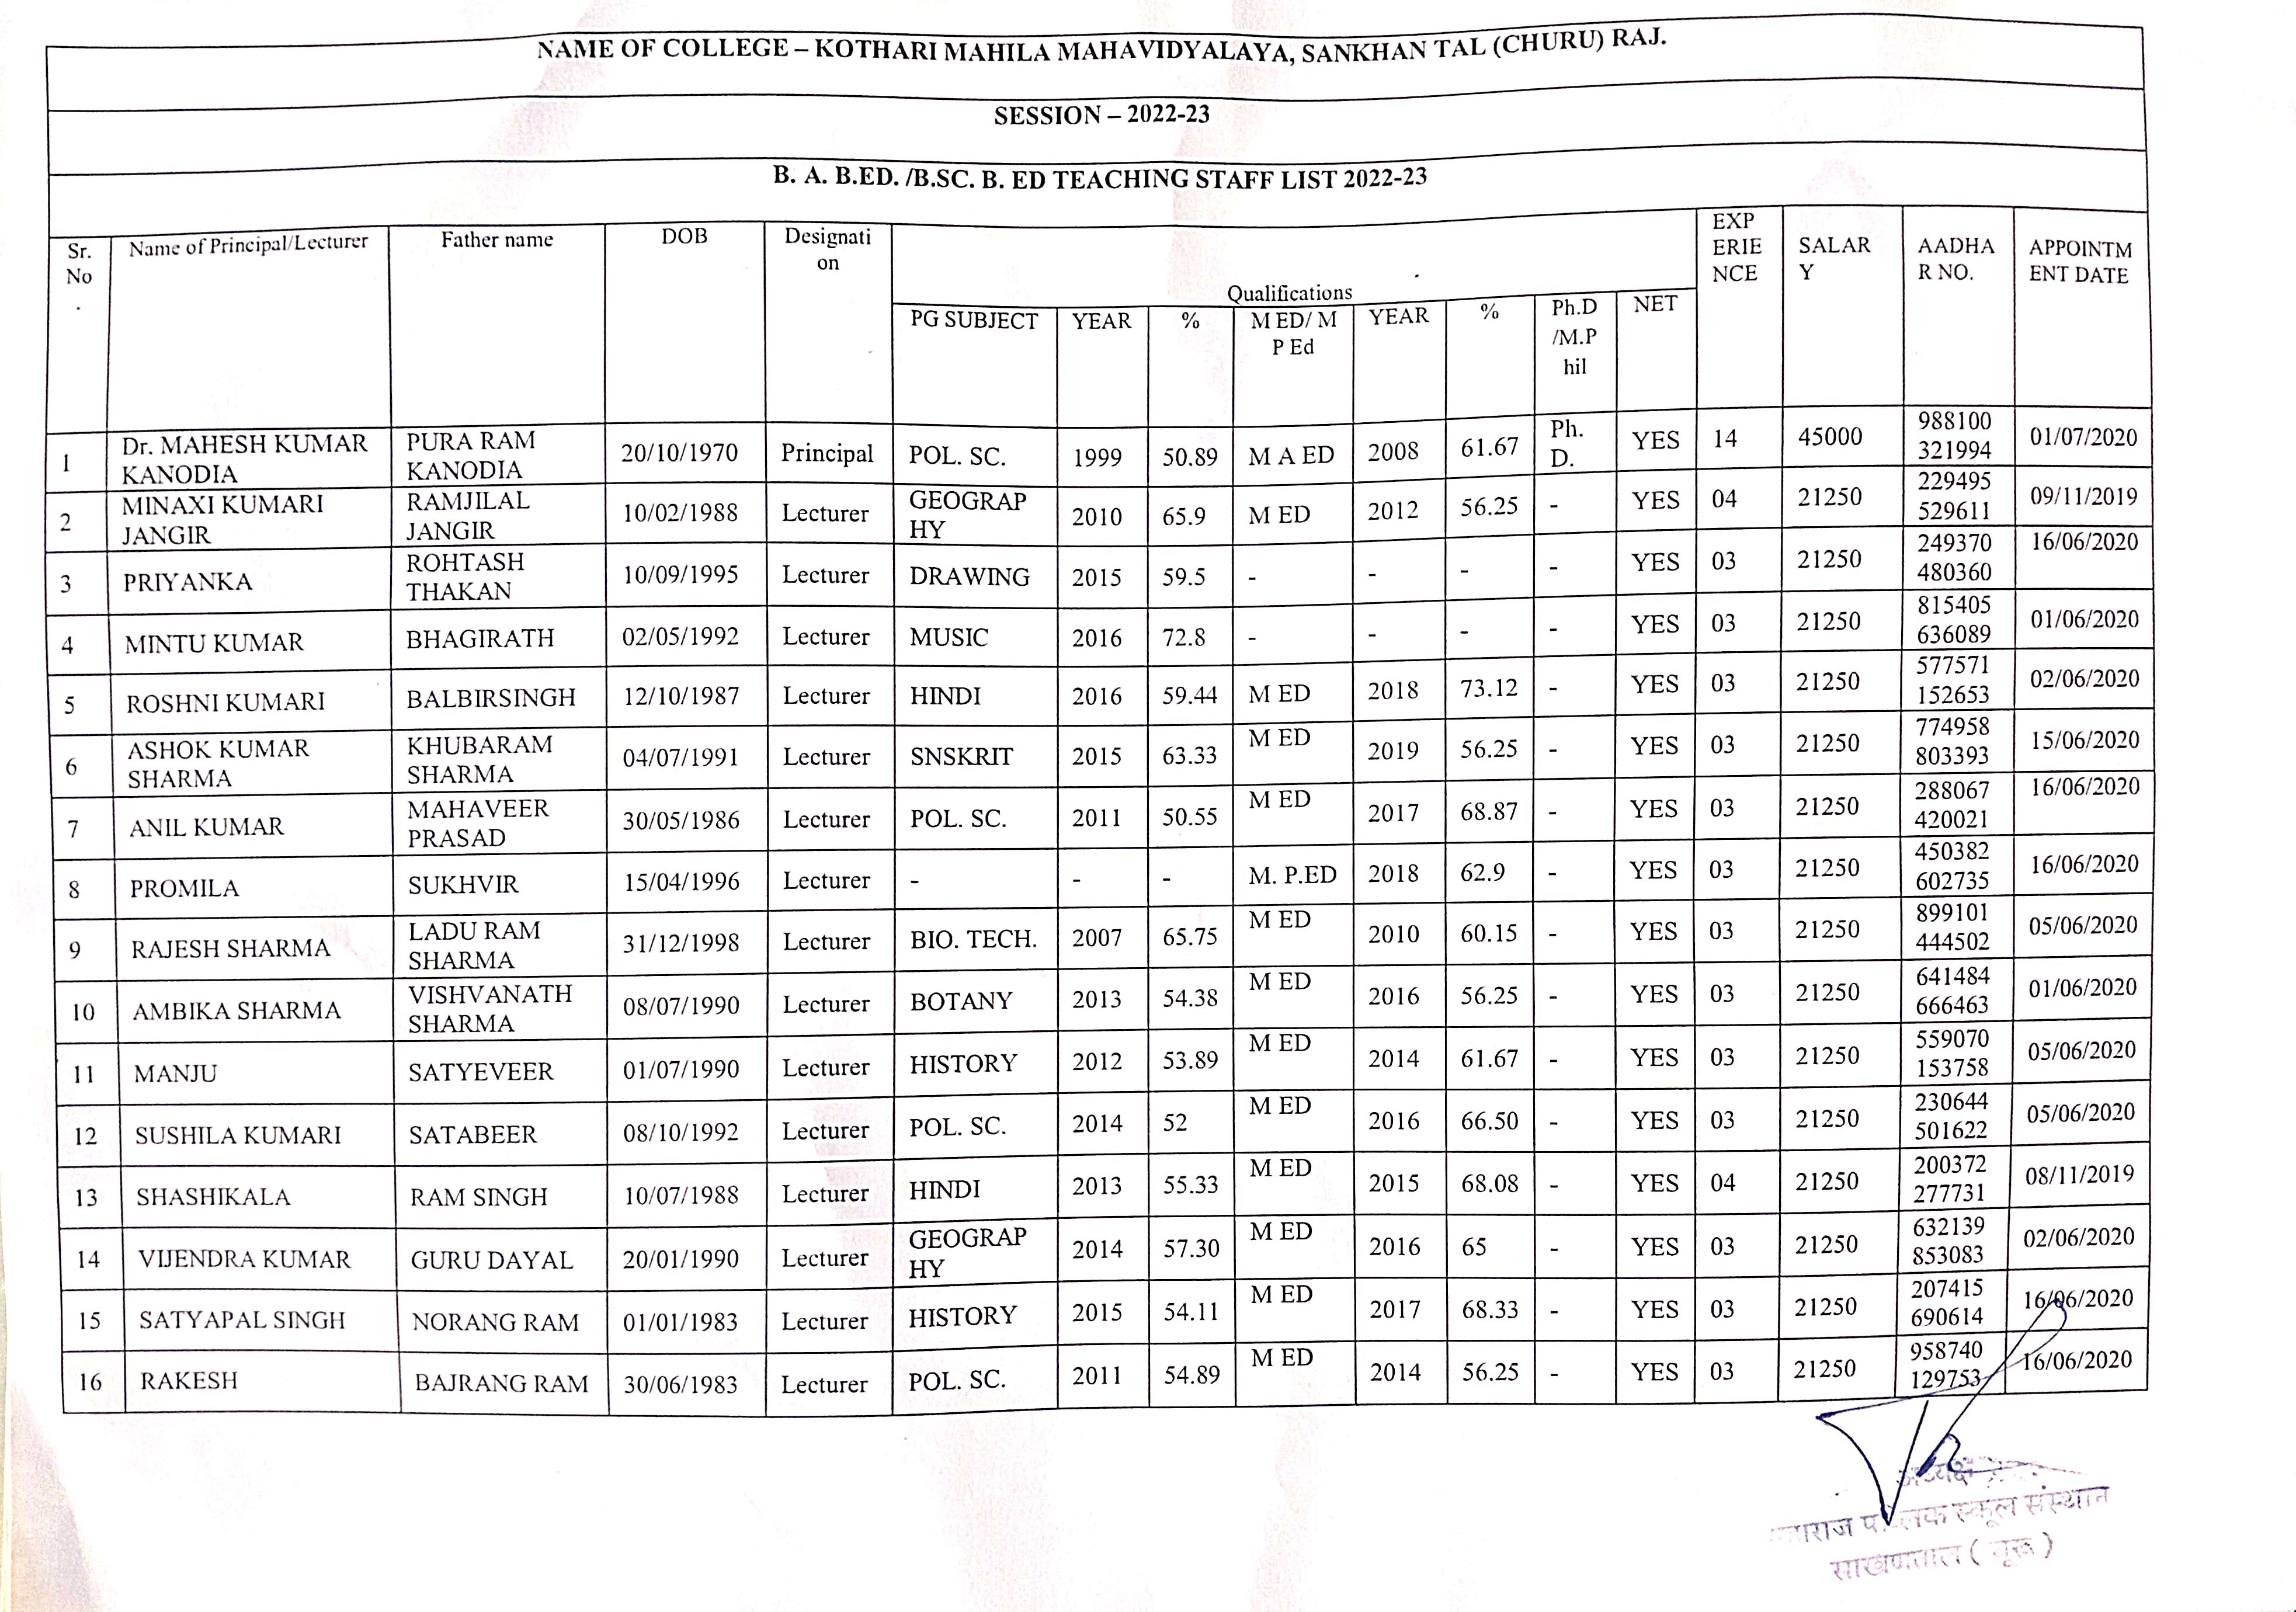 NAME OF COLLEGE – KOTHARI MAHILA MAHAVIDYALAYA, SANKHAN TAL (CHURU) RAJ.
SESSION – 2022-23
B. A. B.ED. /B.SC. B. ED TEACHING STAFF LIST 2022-23
Sr. No . Name of Principal/Lecturer Father name DOB Designati on Qualifications EXP ERIE NCE SALAR Y AADHA R NO. APPOINTM ENT DATE
PG SUBJECT YEAR % M ED/ M P Ed YEAR % Ph.D /M.P hil NET
1 Dr. MAHESH KUMAR KANODIA PURA RAM KANODIA 20/10/1970 Principal POL. SC. 1999 50.89 M A ED 2008 61.67 Ph. D. YES 14 45000 988100 321994 01/07/2020
2 MINAXI KUMARI JANGIR RAMJILAL JANGIR 10/02/1988 Lecturer GEOGRAP HY 2010 65.9 M ED 2012 56.25 - YES 04 21250 229495 529611 09/11/2019
3 PRIYANKA ROHTASH THAKAN 10/09/1995 Lecturer DRAWING 2015 59.5 - - - - YES 03 21250 249370 480360 16/06/2020
4 MINTU KUMAR BHAGIRATH 02/05/1992 Lecturer MUSIC 2016 72.8 - - - - YES 03 21250 815405 636089 01/06/2020
5 ROSHNI KUMARI BALBIRSINGH 12/10/1987 Lecturer HINDI 2016 59.44 M ED 2018 73.12 - YES 03 21250 577571 152653 02/06/2020
6 ASHOK KUMAR SHARMA KHUBARAM SHARMA 04/07/1991 Lecturer SNSKRIT 2015 63.33 M ED 2019 56.25 - YES 03 21250 774958 803393 15/06/2020
7 ANIL KUMAR MAHAVEER PRASAD 30/05/1986 Lecturer POL. SC. 2011 50.55 M ED 2017 68.87 - YES 03 21250 288067 420021 16/06/2020
8 PROMILA SUKHVIR 15/04/1996 Lecturer - - - M. P.ED 2018 62.9 - YES 03 21250 450382 602735 16/06/2020
9 RAJESH SHARMA LADU RAM SHARMA 31/12/1998 Lecturer BIO. TECH. 2007 65.75 M ED 2010 60.15 - YES 03 21250 899101 444502 05/06/2020
10 AMBIKA SHARMA VISHVANATH SHARMA 08/07/1990 Lecturer BOTANY 2013 54.38 M ED 2016 56.25 - YES 03 21250 641484 666463 01/06/2020
11 MANJU SATYEVEER 01/07/1990 Lecturer HISTORY 2012 53.89 M ED 2014 61.67 - YES 03 21250 559070 153758 05/06/2020
12 SUSHILA KUMARI SATABEER 08/10/1992 Lecturer POL. SC. 2014 52 M ED 2016 66.50 - YES 03 21250 230644 501622 05/06/2020
13 SHASHIKALA RAM SINGH 10/07/1988 Lecturer HINDI 2013 55.33 M ED 2015 68.08 - YES 04 21250 200372 277731 08/11/2019
14 VIJENDRA KUMAR GURU DAYAL 20/01/1990 Lecturer GEOGRAP HY 2014 57.30 M ED 2016 65 - YES 03 21250 632139 853083 02/06/2020
15 SATYAPAL SINGH NORANG RAM 01/01/1983 Lecturer HISTORY 2015 54.11 M ED 2017 68.33 - YES 03 21250 207415 690614 16/06/2020
16 RAKESH BAJRANG RAM 30/06/1983 Lecturer POL. SC. 2011 54.89 M ED 2014 56.25 - YES 03 21250 958740 129753 16/06/2020
अध्यक्ष
स्कूल संस्थान
साखणताल ( चूरू )